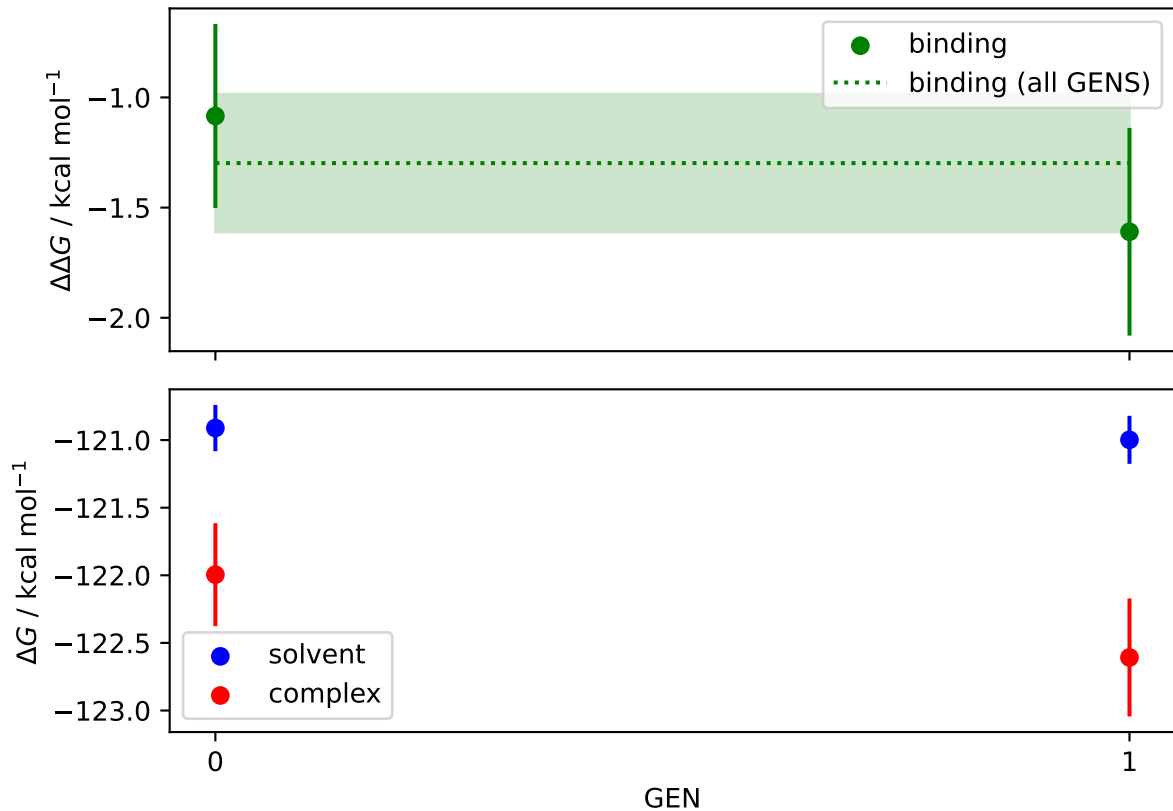 binding
binding (all GENS)
−1.0
−1.5
−2.0
ΔΔG / kcal mol⁻¹
−121.0
−121.5
−122.0
−122.5
−123.0
ΔG / kcal mol⁻¹
solvent
complex
0 1
GEN